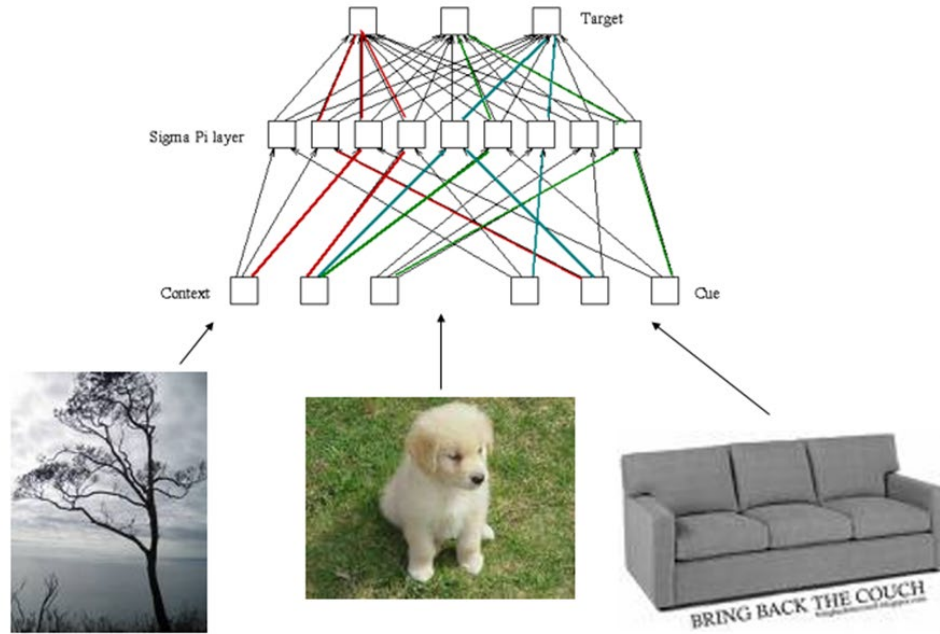 Target
Sigma Pi layer
Context
Cue
BRING BACK THE COUCH